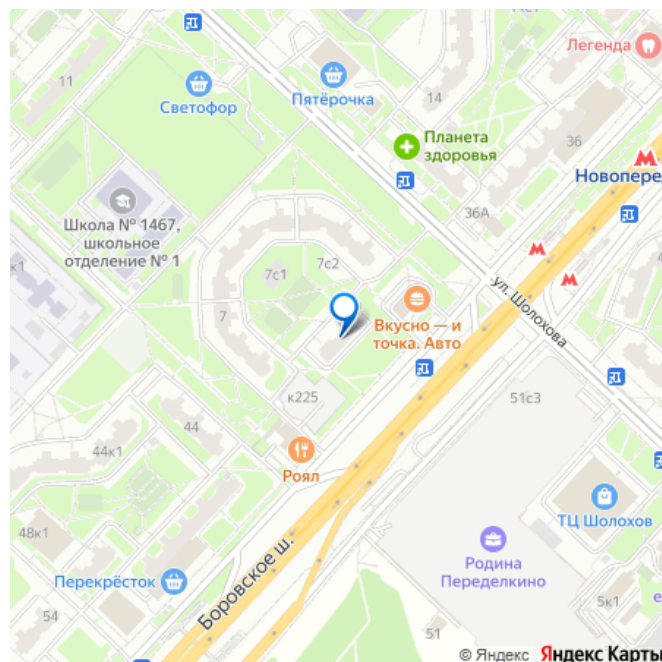 Легенда
11
Светофор
Пятёрочка
14
Планета
здоровья
36
М
Новопере
Школа № 1467,
школьное
отделение № 1
36А
к1
7с1
7с2
М
М
ул. Шолохова
7
Вкусно — и
точка. Авто
к225
51с3
44
44к1
Роял
ТЦ Шолохов
48к1
Родина
Переделкино
Боровское ш.
Перекрёсток
54
51
5к1
е
© Яндекс Яндекс Карты